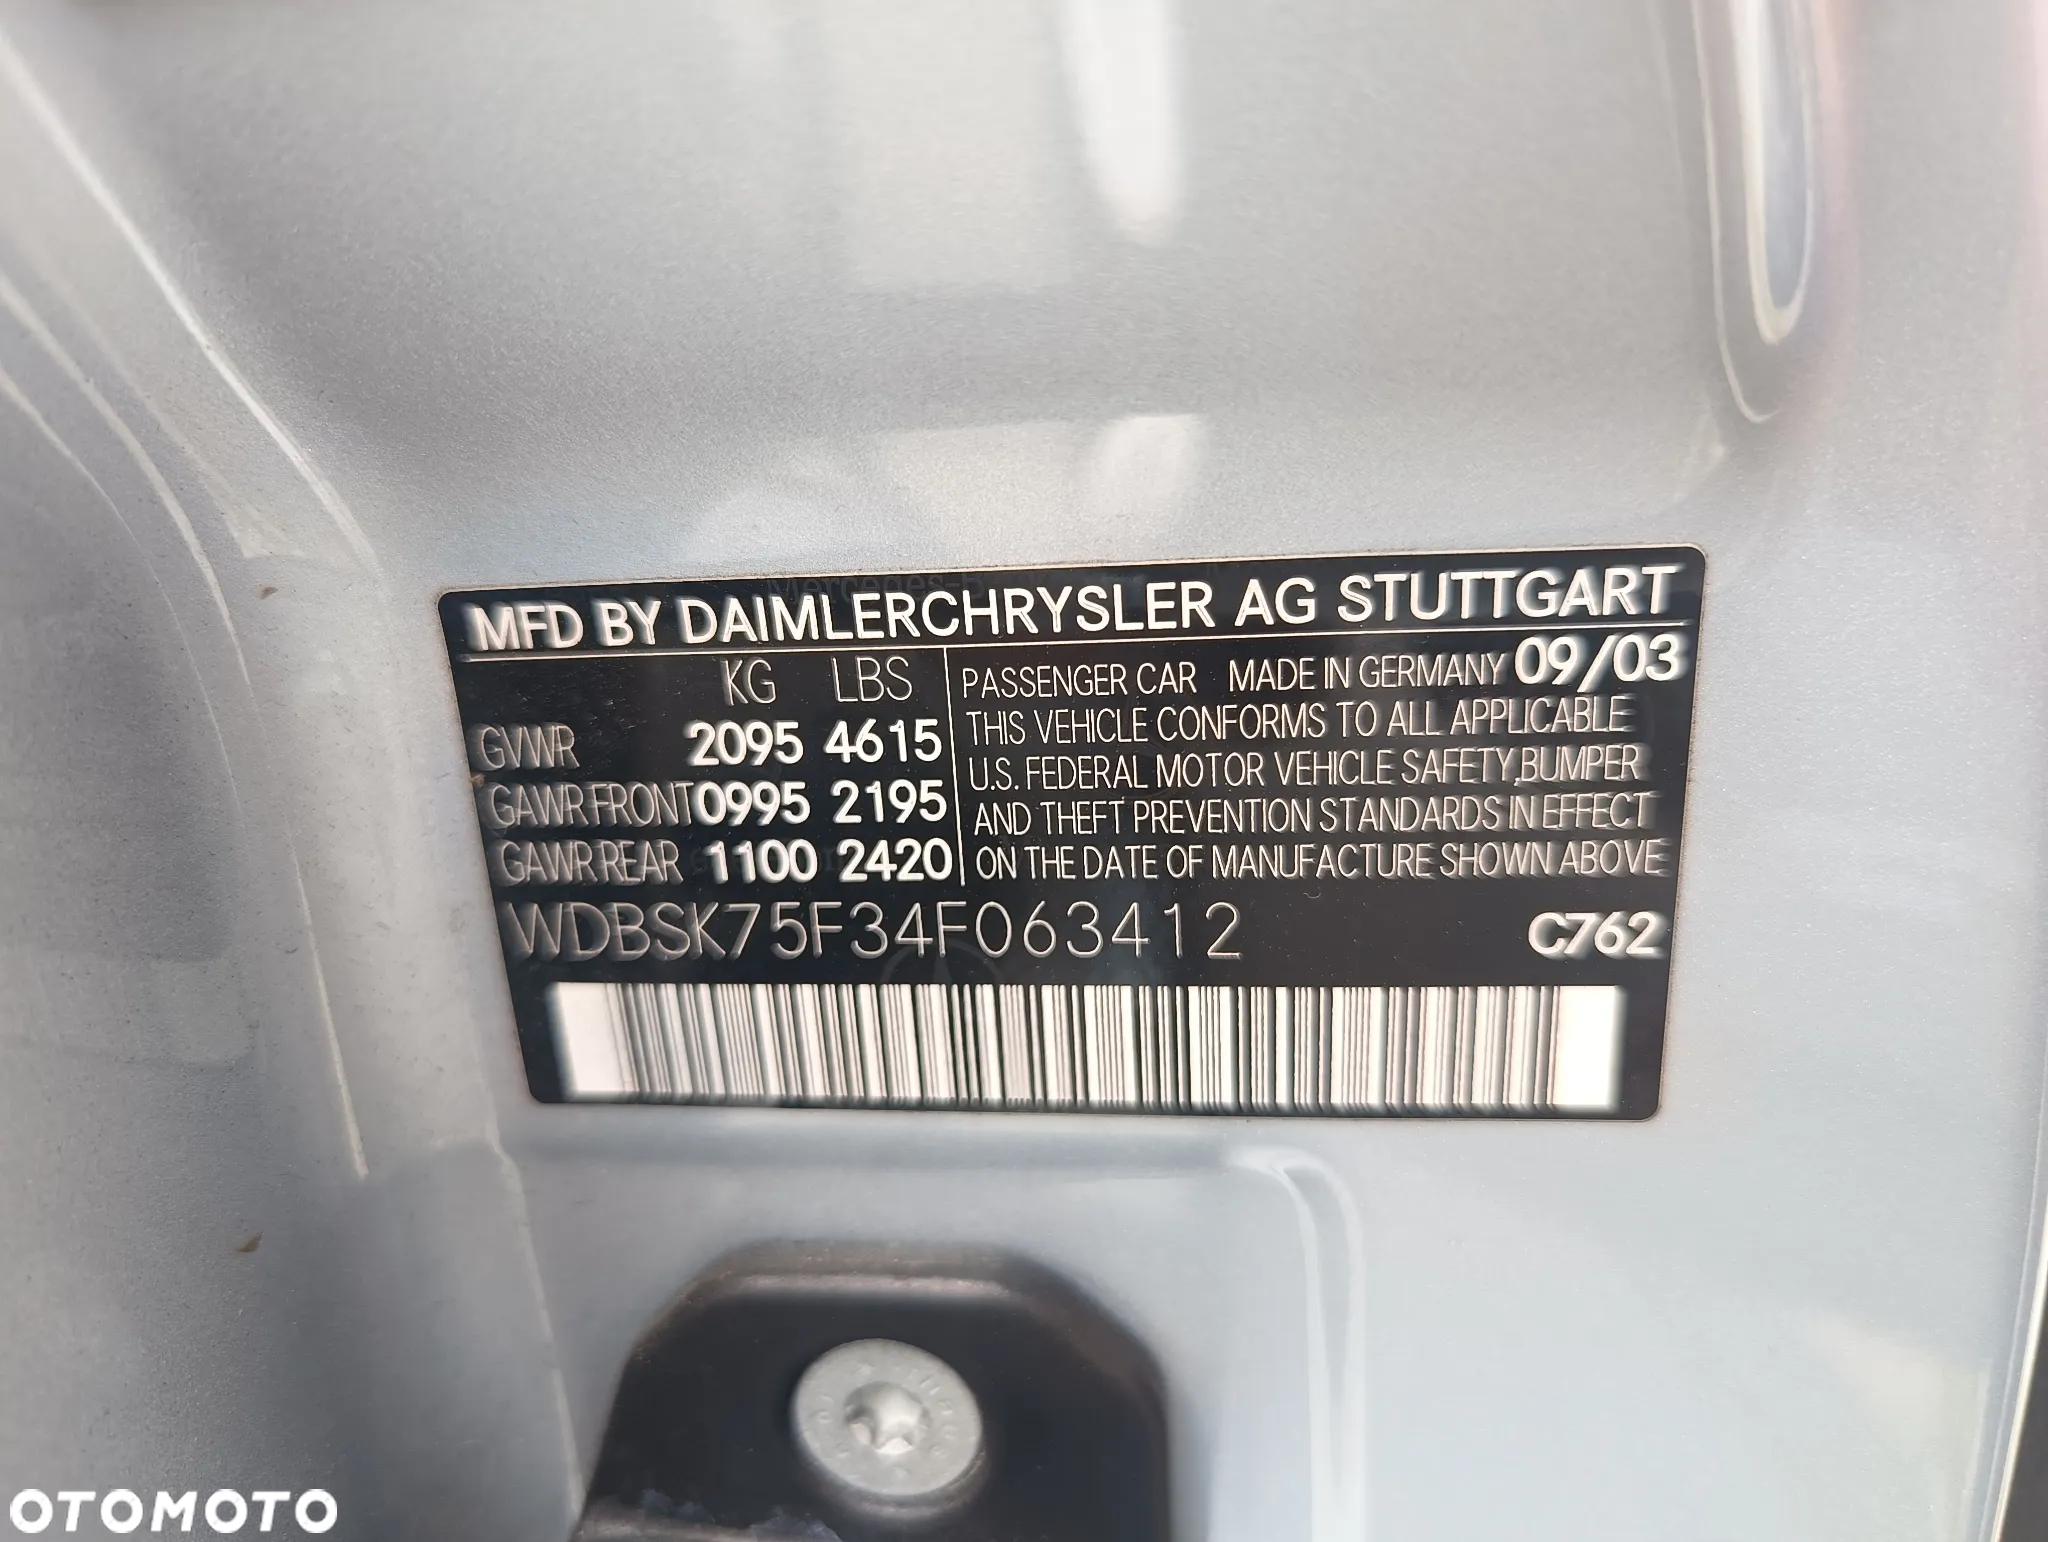 MFD BY DAIMLERCHRYSLER AG STUTTGART
KG LBS
GVWR 2095 4615
GAWR FRONT 0995 2195
GAWR REAR 1100 2420
PASSENGER CAR MADE IN GERMANY 09/03
THIS VEHICLE CONFORMS TO ALL APPLICABLE
U.S. FEDERAL MOTOR VEHICLE SAFETY, BUMPER
AND THEFT PREVENTION STANDARDS IN EFFECT
ON THE DATE OF MANUFACTURE SHOWN ABOVE
WDBSK75F34F063412 C762
OTOMOTO